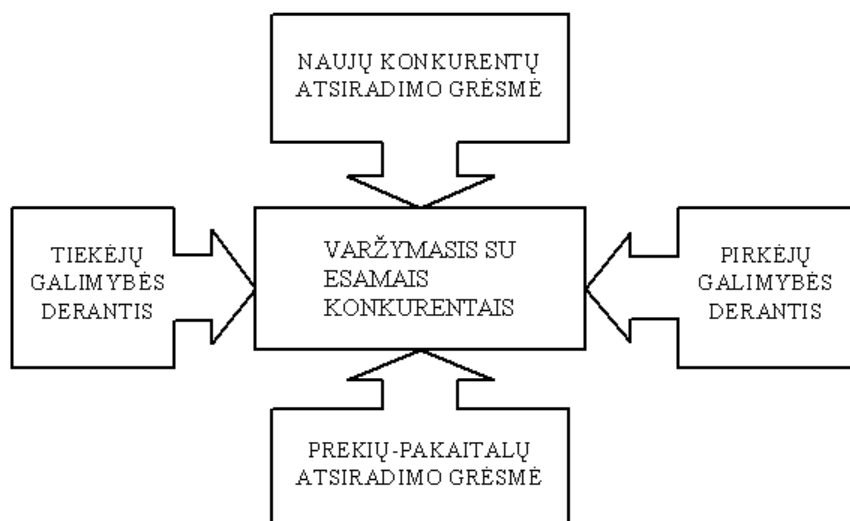 NAUJŲ KONKURENTŲ
ATSIRADIMO GRĖSMĖ
TIEKĖJŲ
GALIMYBĖS
DERANTIS
VARŽYMASIS SU
ESAMAIS
KONKURENTAIS
PIRKĖJŲ
GALIMYBĖS
DERANTIS
PREKIŲ-PAKAITALŲ
ATSIRADIMO GRĖSMĖ